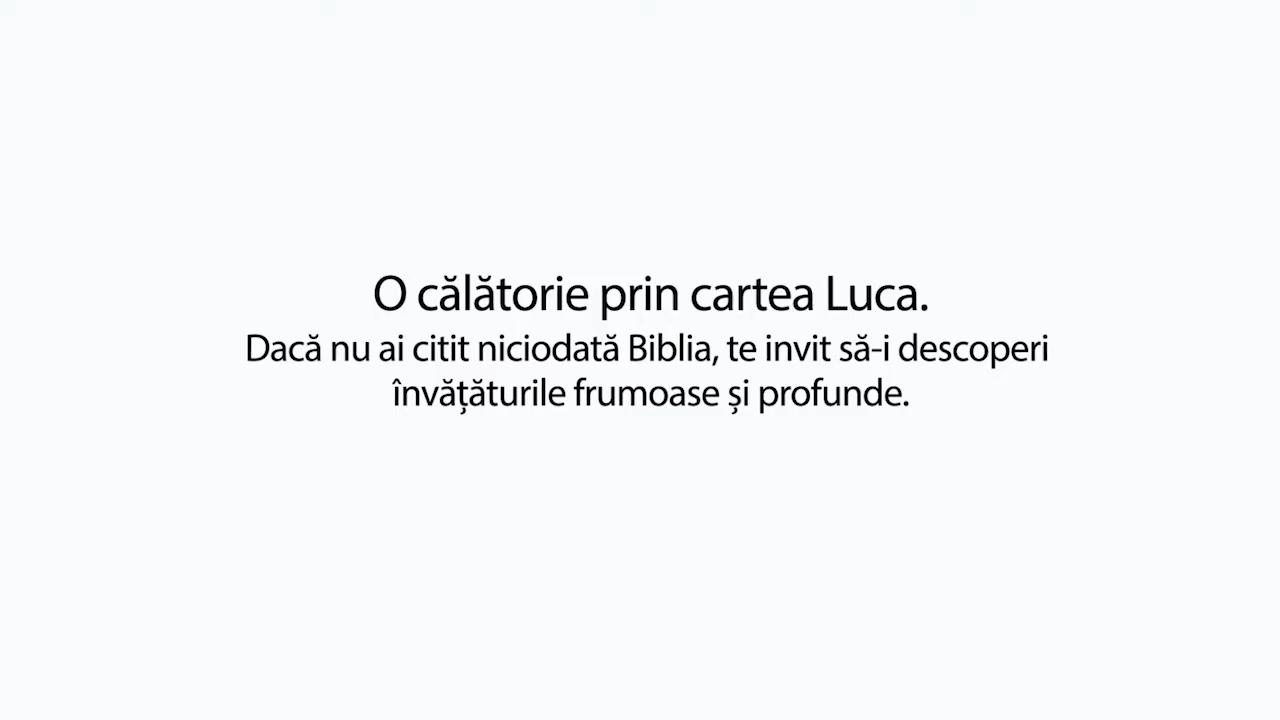 O călătorie prin cartea Luca.
Dacă nu ai citit niciodată Biblia, te invit să-i descoperi
învățăturile frumoase și profunde.